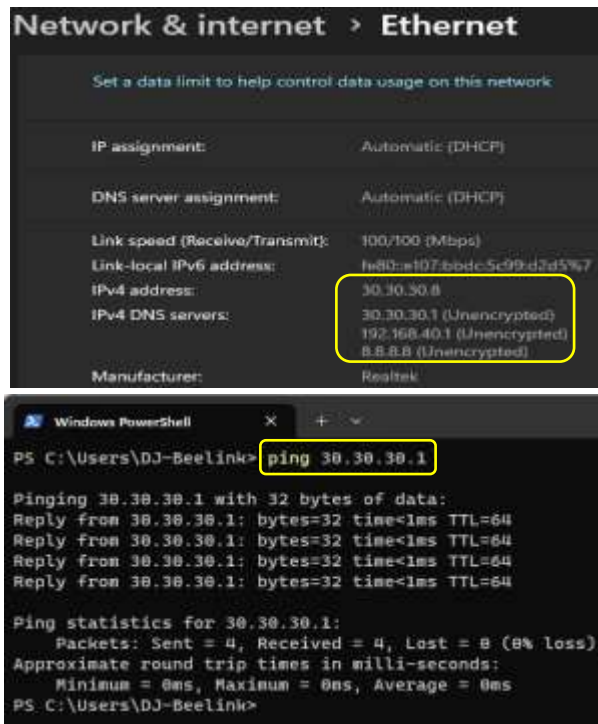 Network & internet > Ethernet
Set a data limit to help control data usage on this network
IP assignment: Automatic (DHCP)
DNS server assignment: Automatic (DHCP)
Link speed (Receive/Transmit): 100/100 (Mbps)
Link-local IPv6 address: fe80::e107:bbdc:5c99:d2d5%7
IPv4 address: 30.30.30.8
IPv4 DNS servers: 30.30.30.1 (Unencrypted)
192.168.40.1 (Unencrypted)
8.8.8.8 (Unencrypted)
Manufacturer: Realtek
Windows PowerShell
PS C:\Users\DJ-Beelink> ping 30.30.30.1
Pinging 30.30.30.1 with 32 bytes of data:
Reply from 30.30.30.1: bytes=32 time<1ms TTL=64
Reply from 30.30.30.1: bytes=32 time<1ms TTL=64
Reply from 30.30.30.1: bytes=32 time<1ms TTL=64
Reply from 30.30.30.1: bytes=32 time<1ms TTL=64
Ping statistics for 30.30.30.1:
Packets: Sent = 4, Received = 4, Lost = 0 (0% loss)
Approximate round trip times in milli-seconds:
Minimum = 0ms, Maximum = 0ms, Average = 0ms
PS C:\Users\DJ-Beelink>